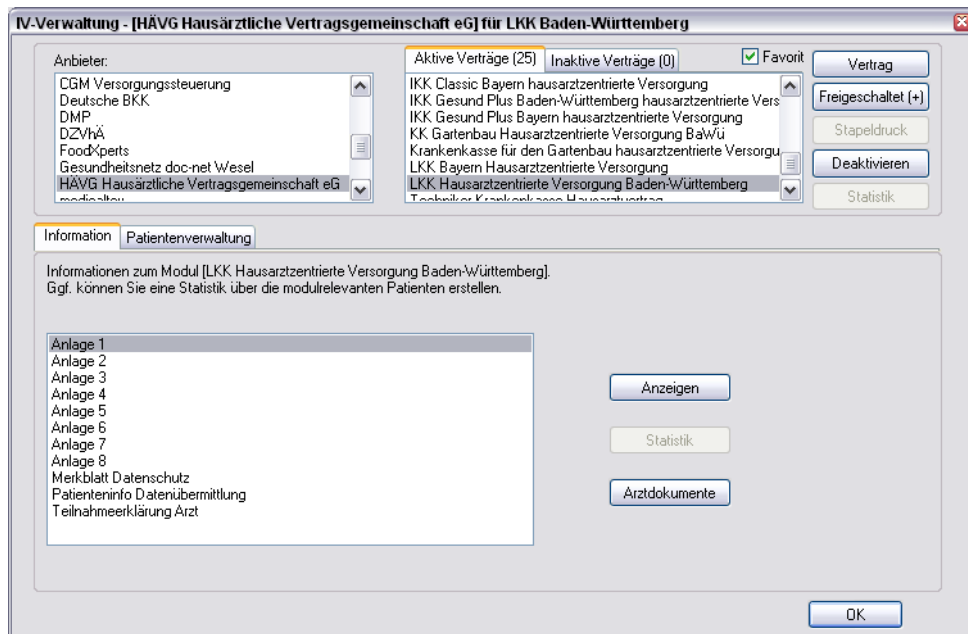 IV-Verwaltung - [HÄVG Hausärztliche Vertragsgemeinschaft eG] für LKK Baden-Württemberg
Anbieter:
CGM Versorgungssteuerung
Deutsche BKK
DMP
DZVhÄ
FoodXperts
Gesundheitsnetz doc-net Wesel
HÄVG Hausärztliche Vertragsgemeinschaft eG
Aktive Verträge (25)
Inaktive Verträge (0)
Favorit
IKK Classic Bayern hausarztzentrierte Versorgung
IKK Gesund Plus Baden-Württemberg hausarztzentrierte Vers
IKK Gesund Plus Bayern hausarztzentrierte Versorgung
KK Gartenbau Hausarztzentrierte Versorgung BaWü
Krankenkasse für den Gartenbau hausarztzentrierte Versorgu
LKK Bayern Hausarztzentrierte Versorgung
LKK Hausarztzentrierte Versorgung Baden-Württemberg
Techniker Krankenkasse Hausarztvertrag
Vertrag
Freigeschaltet (+)
Stapeldruck
Deaktivieren
Statistik
Information
Patientenverwaltung
Informationen zum Modul [LKK Hausarztzentrierte Versorgung Baden-Württemberg].
Ggf. können Sie eine Statistik über die modulrelevanten Patienten erstellen.
Anlage 1
Anlage 2
Anlage 3
Anlage 4
Anlage 5
Anlage 6
Anlage 7
Anlage 8
Merkblatt Datenschutz
Patienteninfo Datenübermittlung
Teilnahmeerklärung Arzt
Anzeigen
Statistik
Arztdokumente
OK